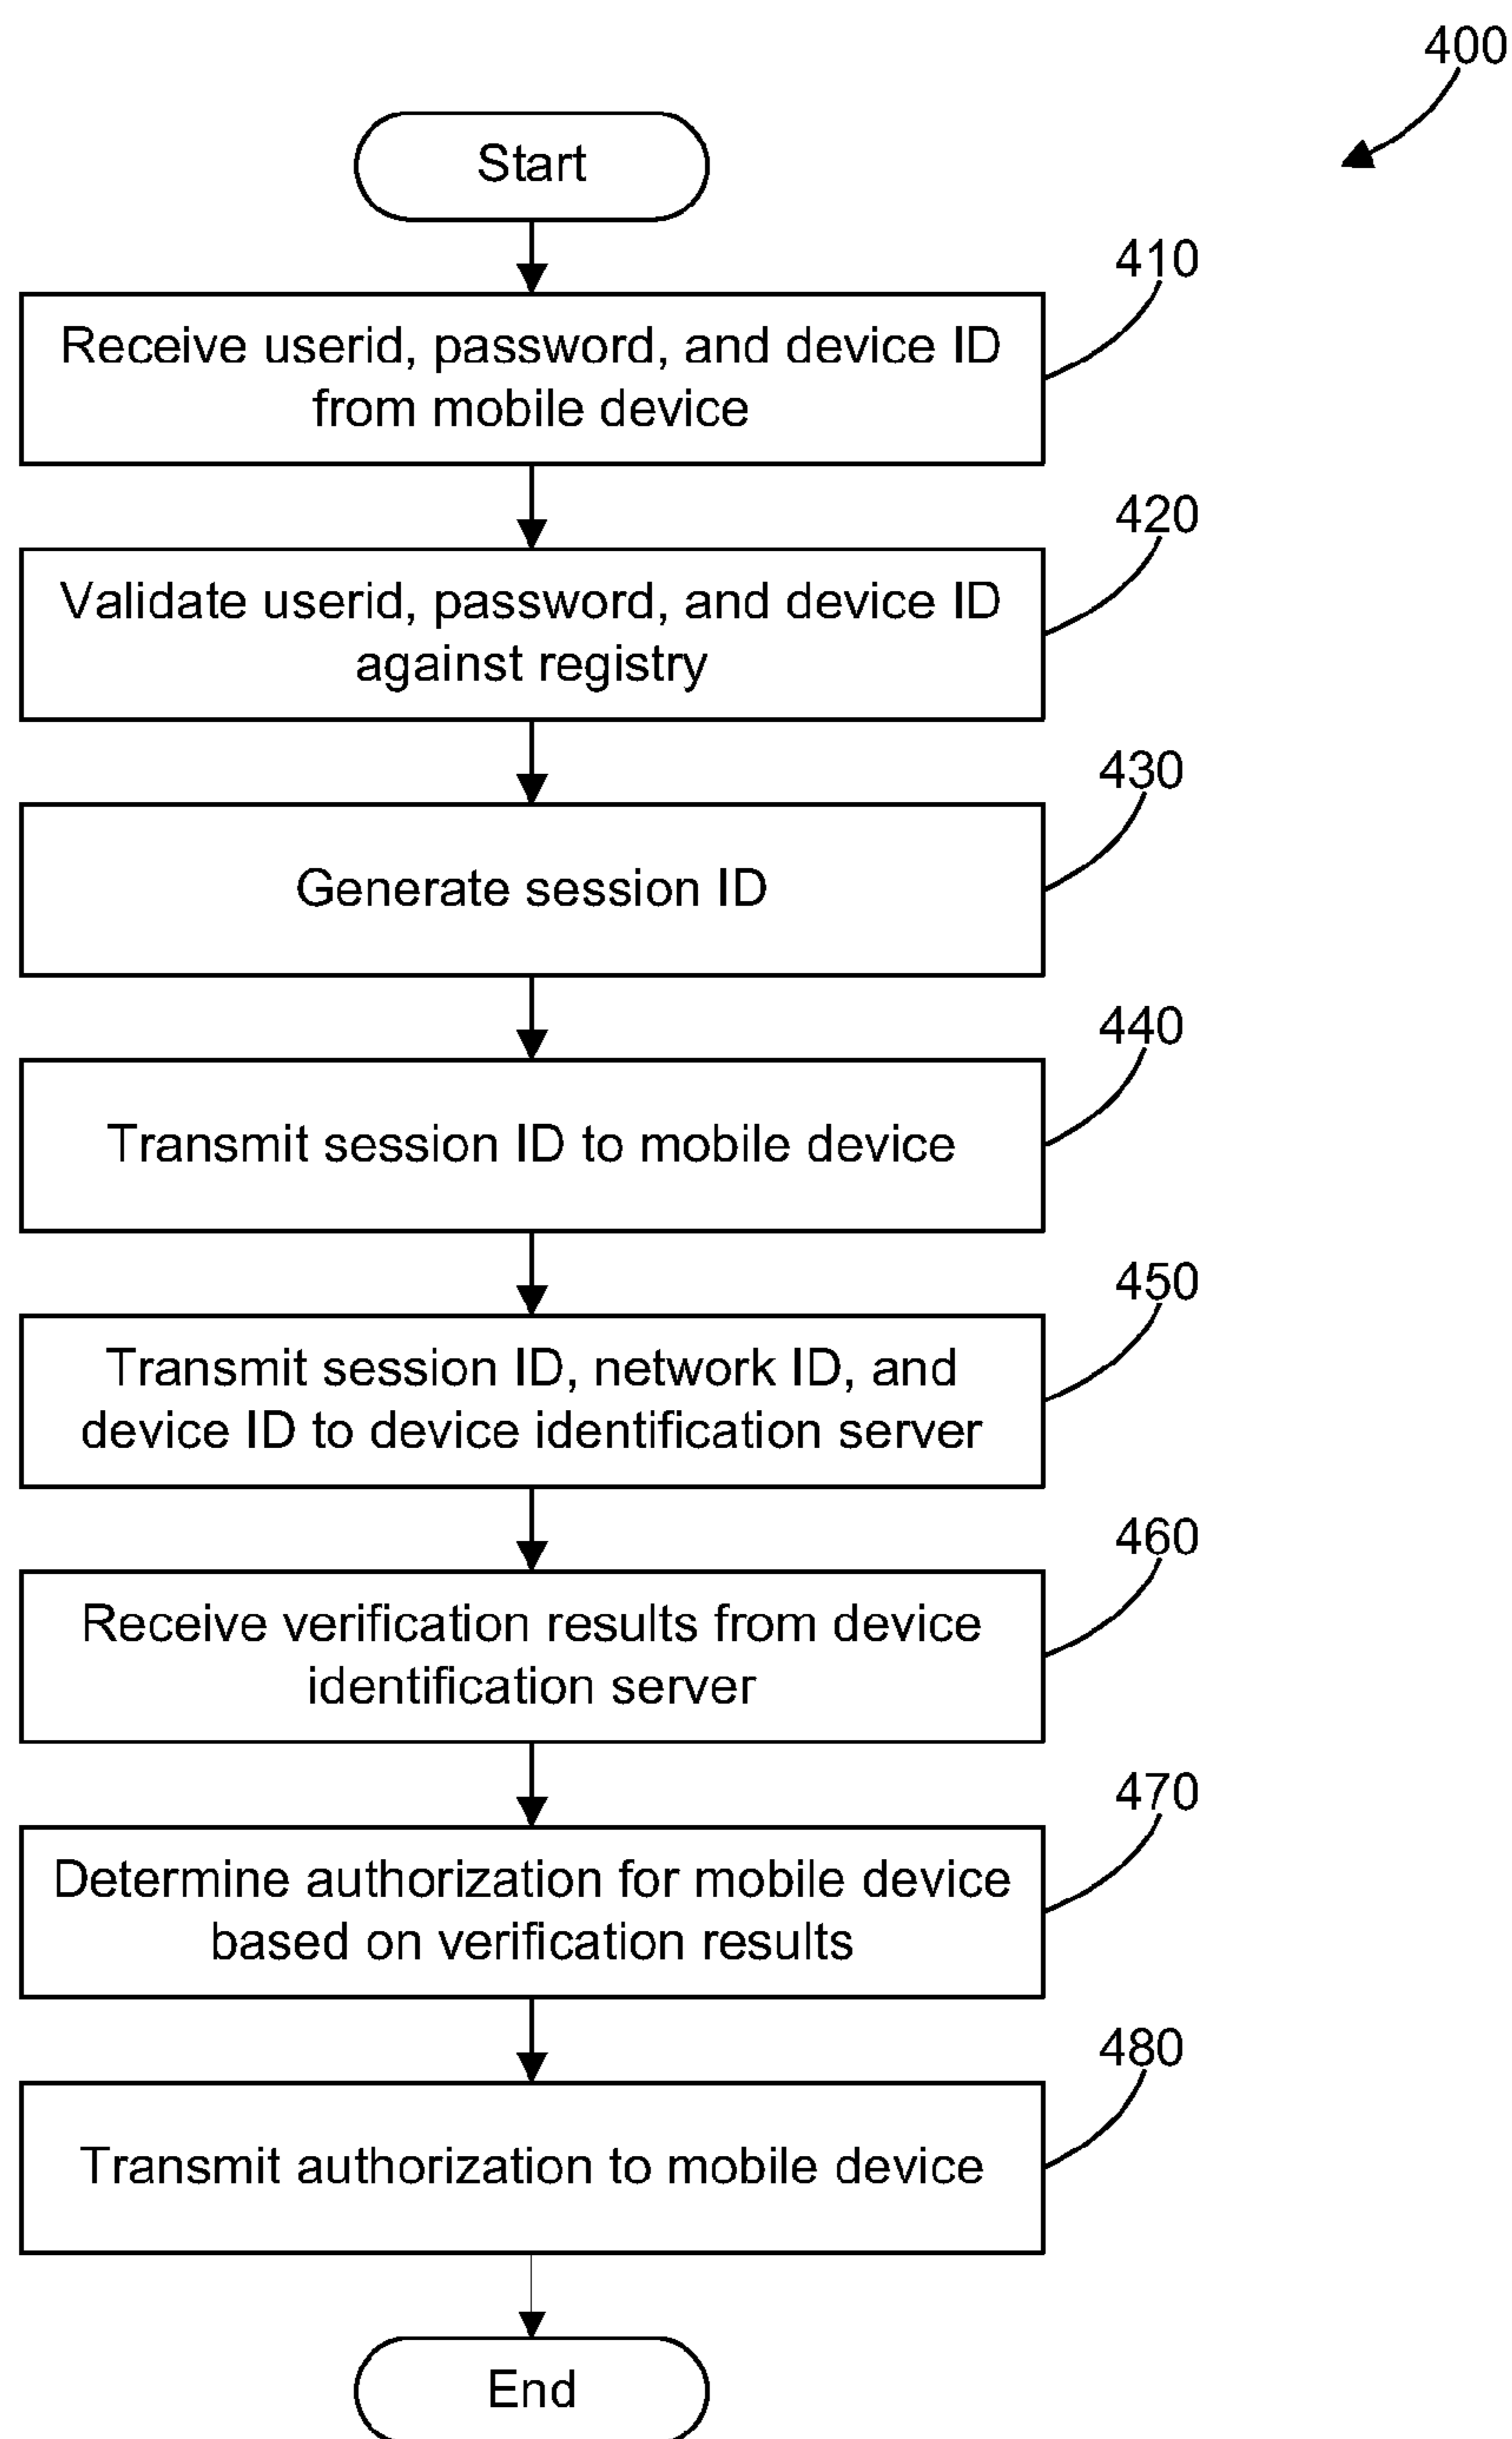 400
Start
410
Receive userid, password, and device ID
from mobile device
420
Validate userid, password, and device ID
against registry
430
Generate session ID
440
Transmit session ID to mobile device
450
Transmit session ID, network ID, and
device ID to device identification server
460
Receive verification results from device
identification server
470
Determine authorization for mobile device
based on verification results
480
Transmit authorization to mobile device
End